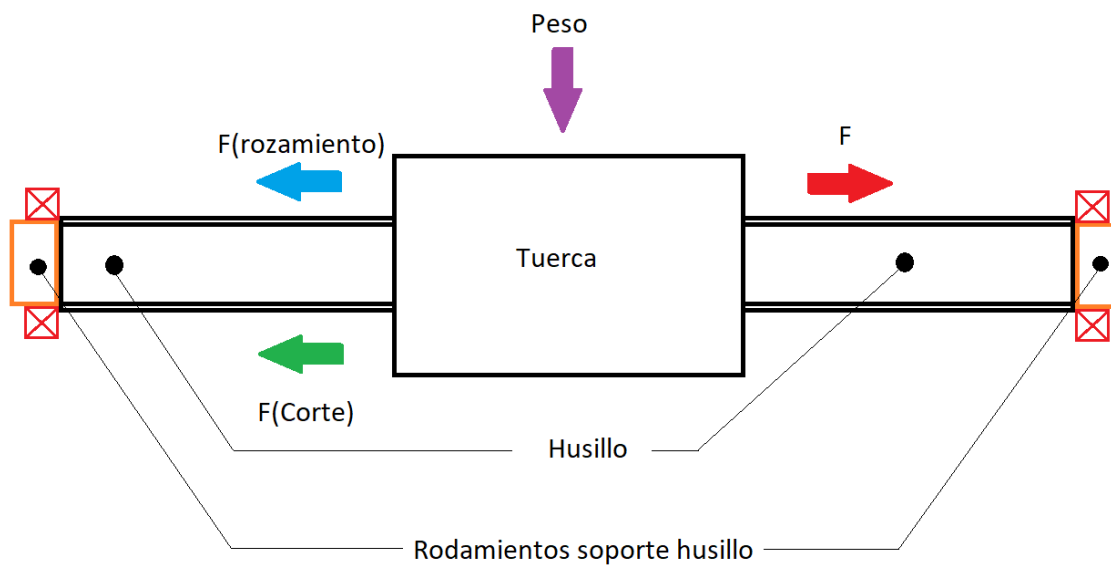 Peso
F(rozamiento)
F
Tuerca
F(Corte)
Husillo
Rodamientos soporte husillo